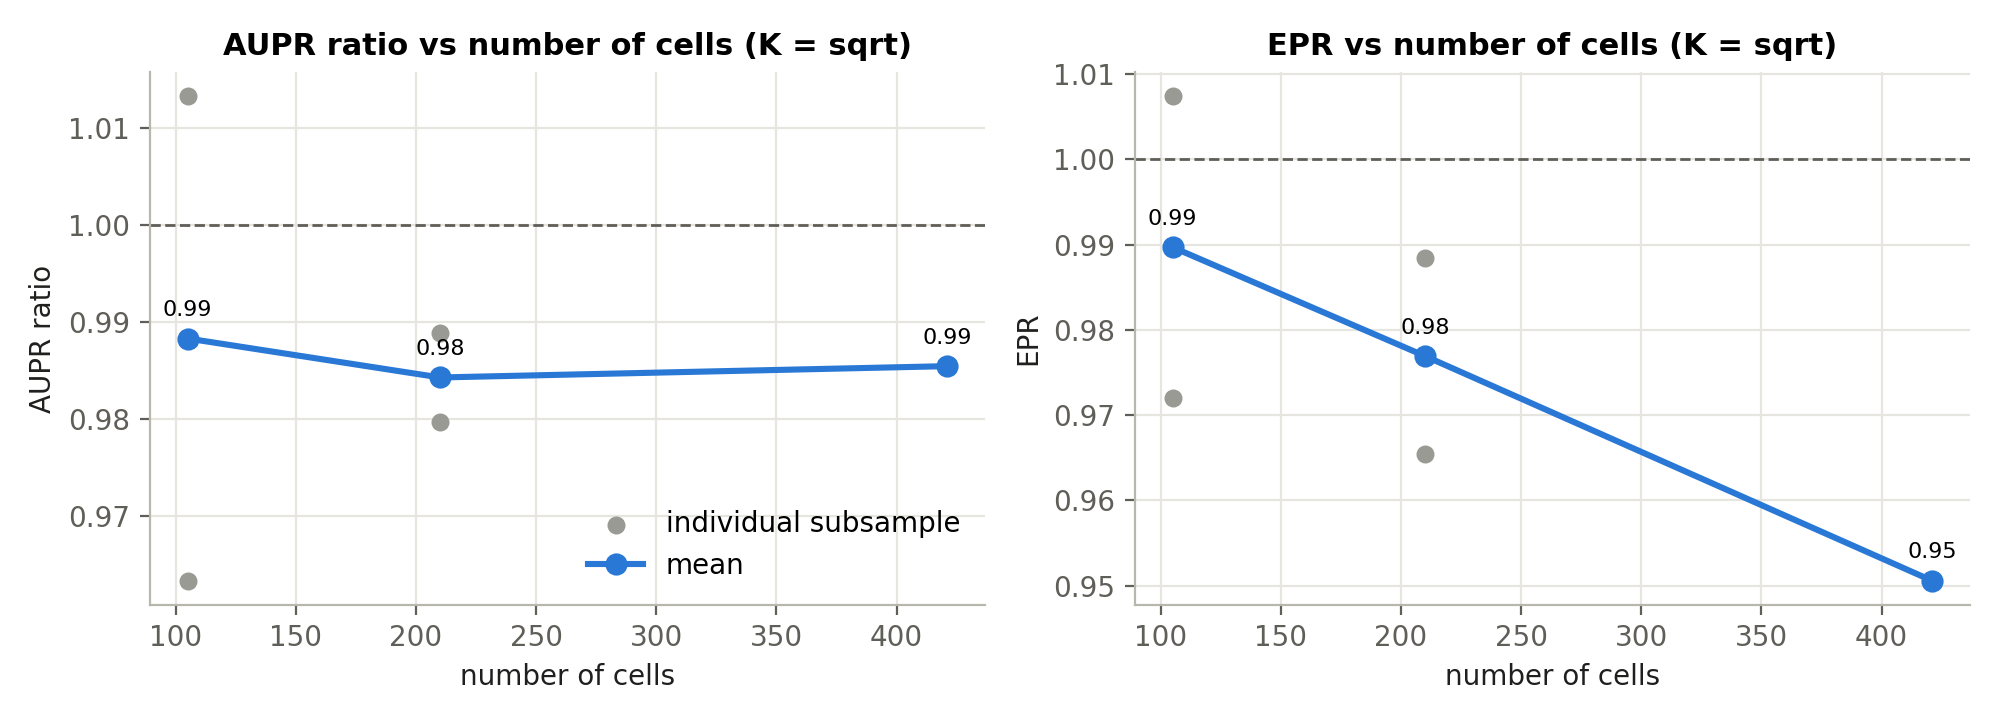 AUPR ratio vs number of cells (K = sqrt)
AUPR ratio
1.01
1.00
0.99
0.98
0.97
0.99
0.98
0.99
individual subsample
mean
100 150 200 250 300 350 400
number of cells
EPR vs number of cells (K = sqrt)
EPR
1.01
1.00
0.99
0.98
0.97
0.96
0.95
0.99
0.98
0.95
100 150 200 250 300 350 400
number of cells